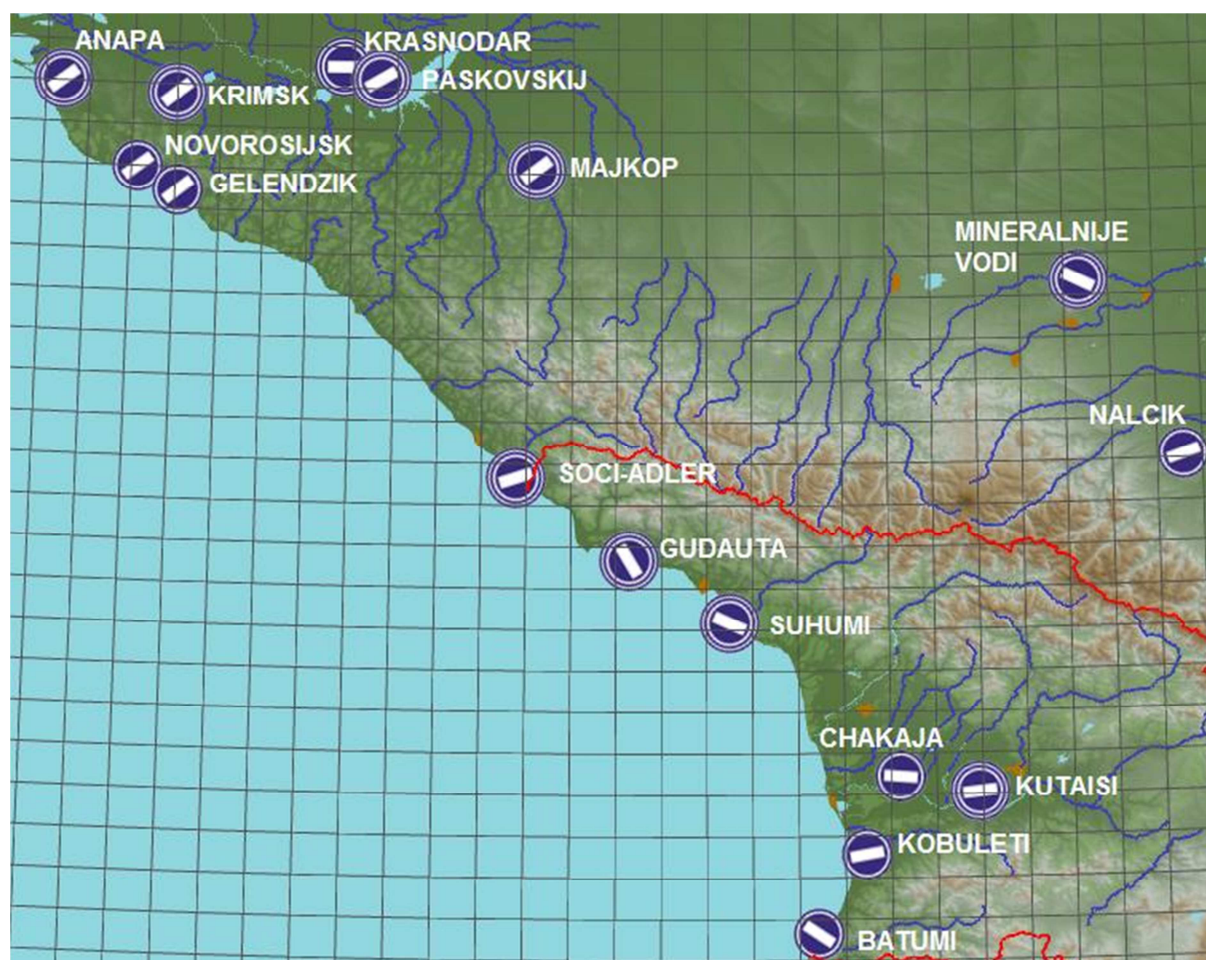 ANAPA
KRASNODAR
PASKOVSKIJ
KRIMSK
NOVOROSIJSK
GELENDZIK
MAJKOP
MINERALNIJE
VODI
NALCIK
SOCI-ADLER
GUDAUTA
SUHUMI
CHAKAJA
KUTAISI
KOBULETI
BATUMI